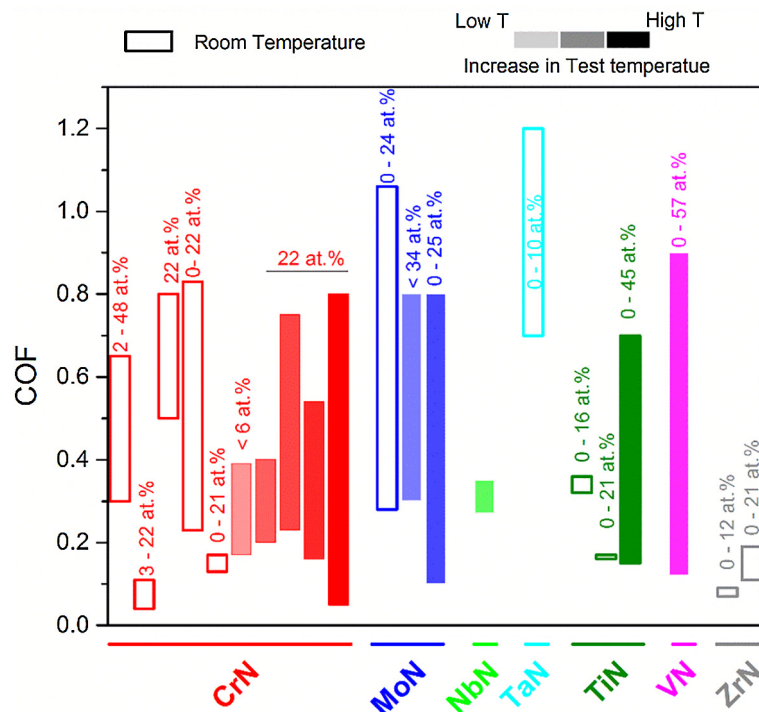 Low T
High T
Room Temperature
Increase in Test temperatue
COF
1.2
1.0
0.8
0.6
0.4
0.2
0.0
2 - 48 at.%
3 - 22 at.%
22 at.%
0- 22 at.%
0 - 21 at.%
< 6 at.%
22 at.%
0 - 24 at.%
< 34 at.%
0 - 25 at.%
0 - 10 at.%
0 - 16 at.%
0 - 21 at.%
0 - 45 at.%
0 - 57 at.%
0 - 12 at.%
0 - 21 at.%
CrN
MoN
NbN
TaN
TiN
VN
ZrN